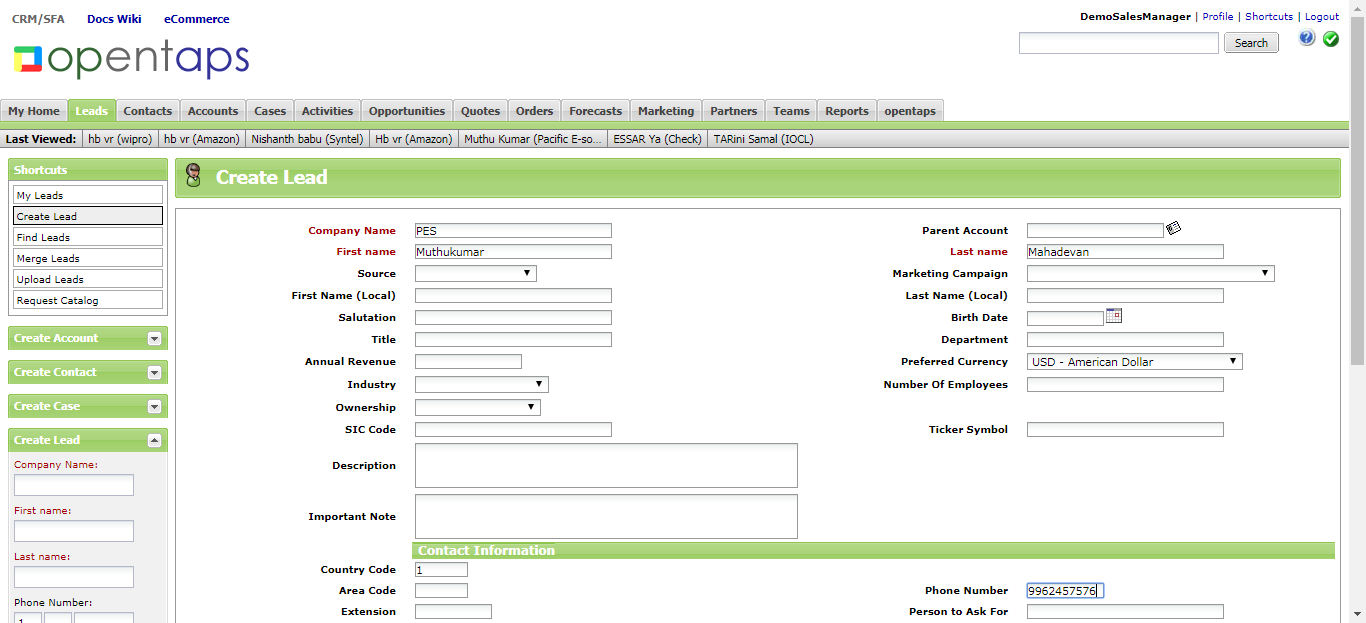 CRM/SFA Docs Wiki eCommerce
DemoSalesManager | Profile | Shortcuts | Logout
opentaps
Search
My Home Leads Contacts Accounts Cases Activities Opportunities Quotes Orders Forecasts Marketing Partners Teams Reports opentaps
Last Viewed: hb vr (wipro) hb vr (Amazon) Nishanth babu (Syntel) Hb vr (Amazon) Muthu Kumar (Pacific E-so... ESSAR Ya (Check) TARini Samal (IOCL)
Shortcuts
My Leads
Create Lead
Find Leads
Merge Leads
Upload Leads
Request Catalog
Create Account
Create Contact
Create Case
Create Lead
Company Name:
First name:
Last name:
Phone Number:
1
Create Lead
Company Name PES Parent Account
First name Muthukumar Last name Mahadevan
Source Marketing Campaign
First Name (Local) Last Name (Local)
Salutation Birth Date
Title Department
Annual Revenue Preferred Currency USD - American Dollar
Industry Number Of Employees
Ownership
SIC Code Ticker Symbol
Description
Important Note
Contact Information
Country Code 1
Area Code Phone Number 9962457576
Extension Person to Ask For